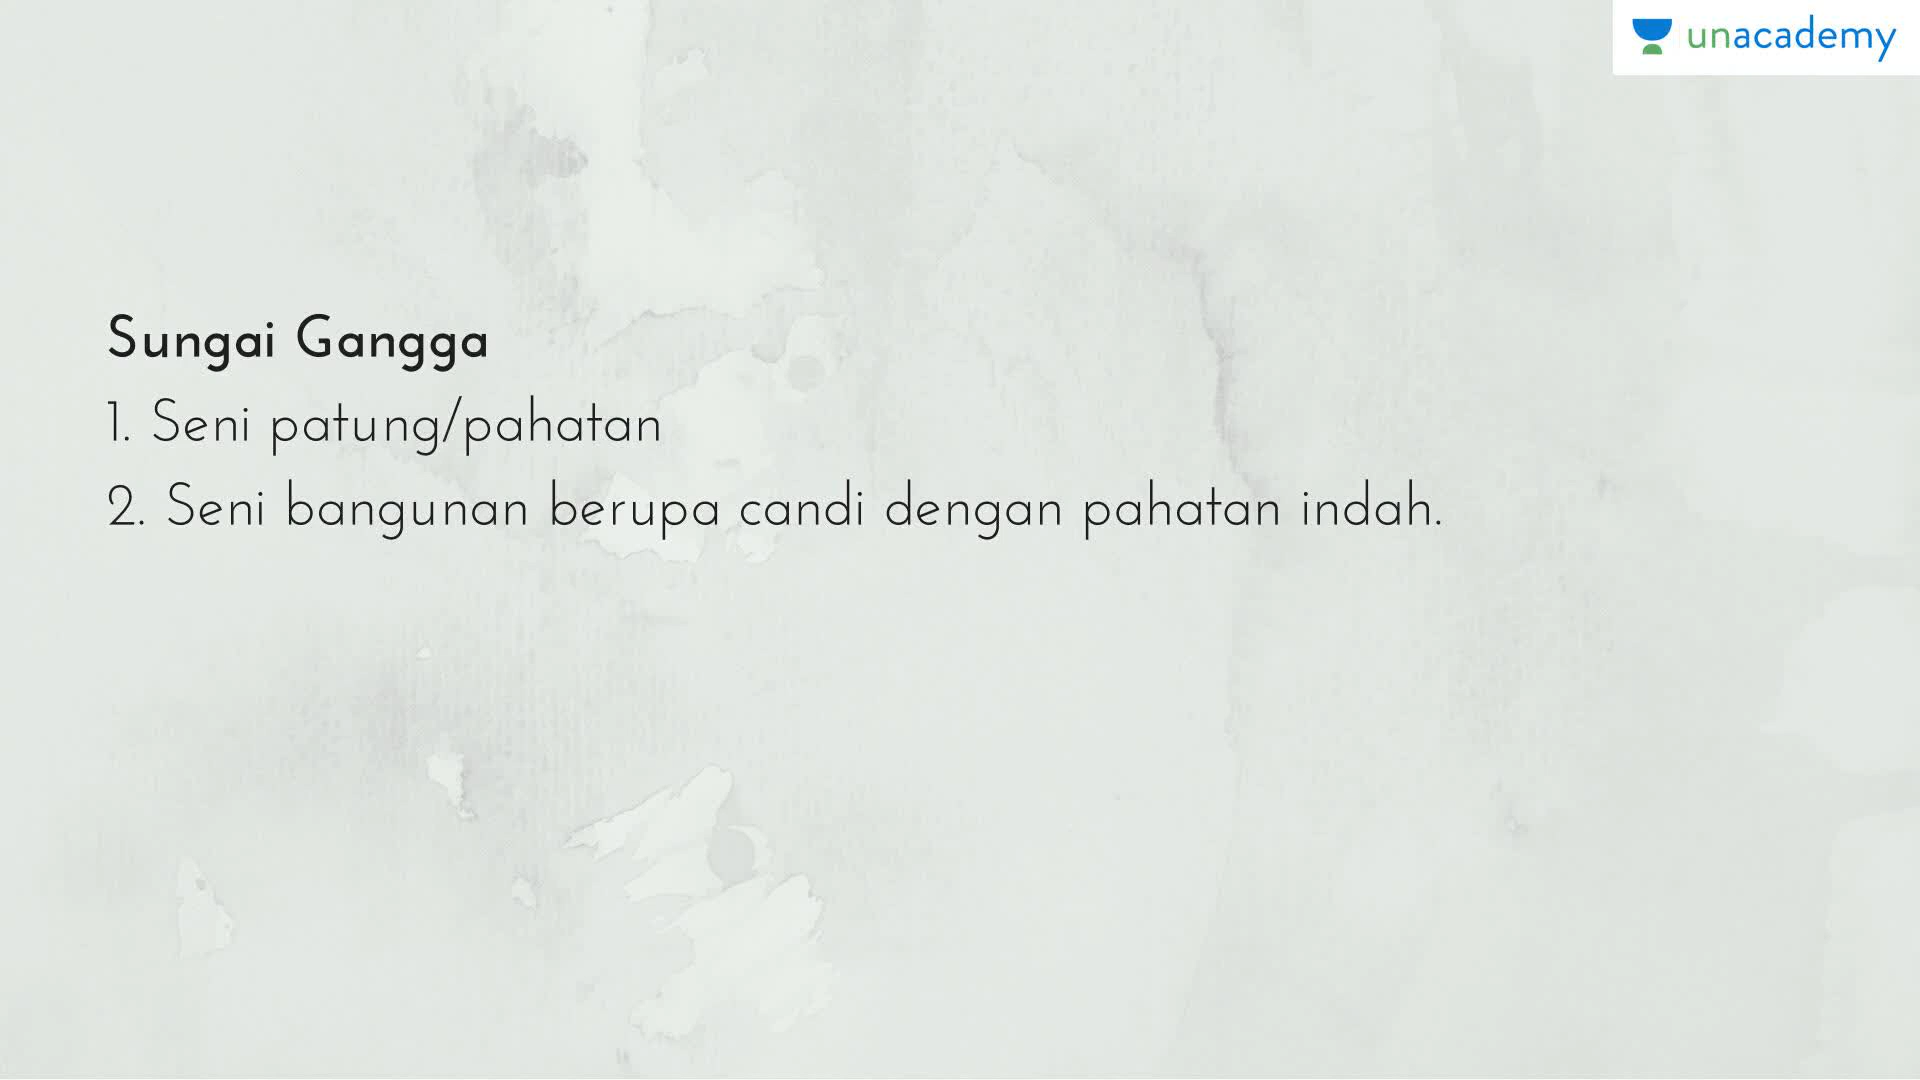 unacademy
Sungai Gangga
1. Seni patung/pahatan
2. Seni bangunan berupa candi dengan pahatan indah.